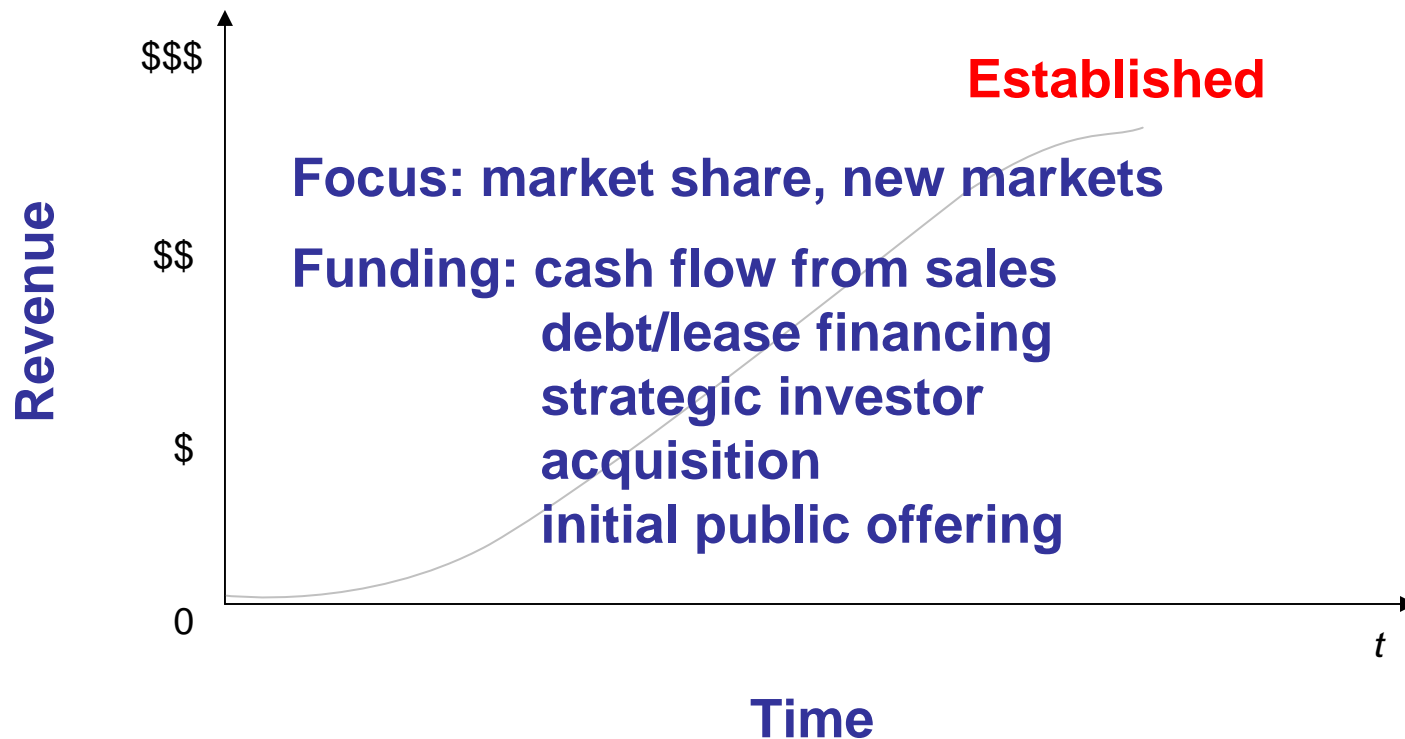 $$$
Established
Focus: market share, new markets
Revenue
$$
Funding: cash flow from sales
debt/lease financing
strategic investor
$
acquisition
initial public offering
0
t
Time